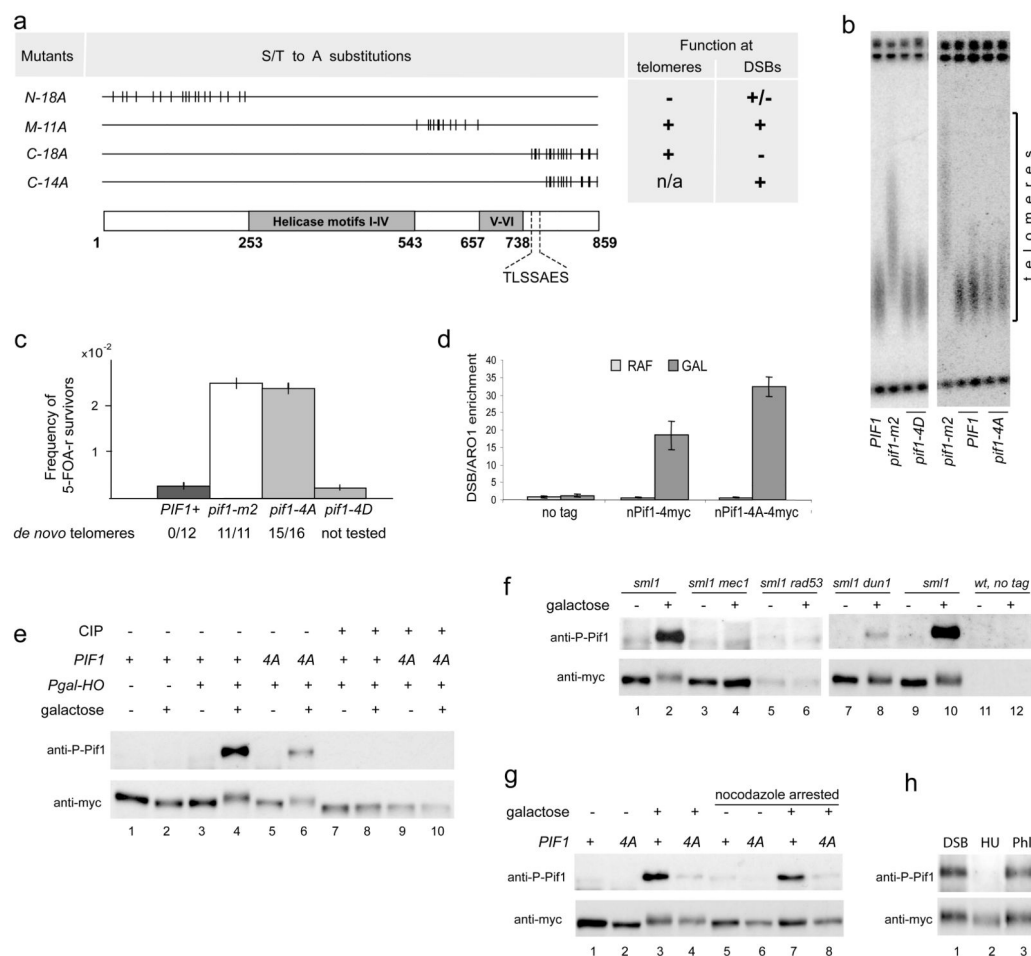 a
Mutants
S/T to A substitutions
Function at
telomeres DSBs
N-18A - +/-
M-11A + +
C-18A + -
C-14A n/a +
Helicase motifs I-IV V-VI
1 253 543 657 738 859
TLSSAES
b
telomeres
PIF1
pif1-m2
pif1-4D
pif1-m2
PIF1
pif1-4A
c
x10-2
Frequency of
5-FOA-r survivors
2
0
PIF1+ pif1-m2 pif1-4A pif1-4D
de novo telomeres 0/12 11/11 15/16 not tested
d
DSB/ARO1 enrichment
40
35
30
25
20
15
10
5
0
RAF GAL
no tag nPif1-4myc nPif1-4A-4myc
e
CIP - - - - - - + + + +
PIF1 + + + + 4A 4A + + 4A 4A
Pgal-HO - - + + + + + + + +
galactose - + - + - + - + - +
anti-P-Pif1
anti-myc
1 2 3 4 5 6 7 8 9 10
f
sml1 sml1 mec1 sml1 rad53 sml1 dun1 sml1 wt, no tag
galactose - + - + - + - + - + - +
anti-P-Pif1
anti-myc
1 2 3 4 5 6 7 8 9 10 11 12
g
nocodazole arrested
galactose - - + + - - + +
PIF1 + 4A + 4A + 4A + 4A
anti-P-Pif1
anti-myc
1 2 3 4 5 6 7 8
h
DSB HU Phl
anti-P-Pif1
anti-myc
1 2 3